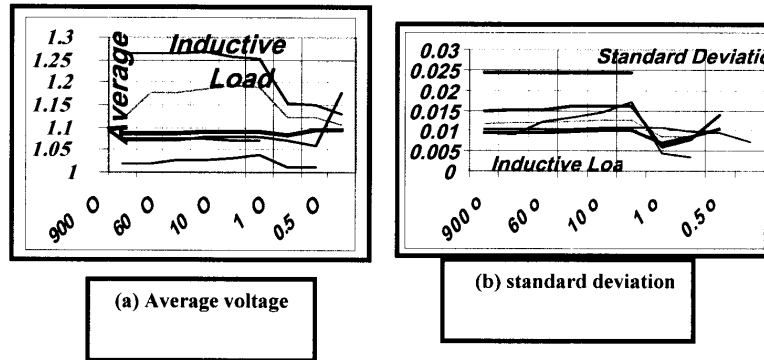 1.3
1.25
1.2
1.15
1.1
1.05
1
Average
Inductive
Load
900 O
60 O
10 O
1 O
0.5 O
(a) Average voltage
0.03
0.025
0.02
0.015
0.01
0.005
0
Standard Deviatio
Inductive Loa
900 o
60 o
10 o
1 o
0.5 o
(b) standard deviation